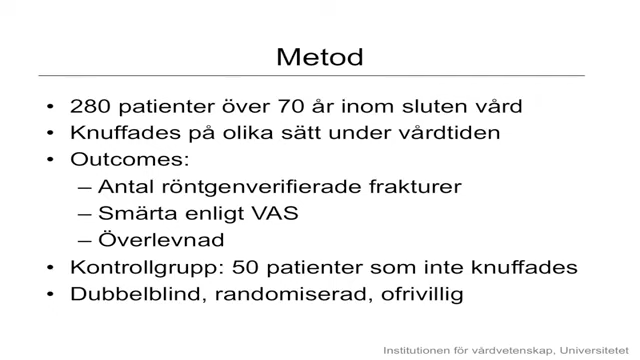 Metod
• 280 patienter över 70 år inom sluten vård
• Knuffades på olika sätt under vårdtiden
• Outcomes:
– Antal röntgenverifierade frakturer
– Smärta enligt VAS
– Överlevnad
• Kontrollgrupp: 50 patienter som inte knuffades
• Dubbelblind, randomiserad, ofrivillig
Institutionen för vårdvetenskap, Universitetet